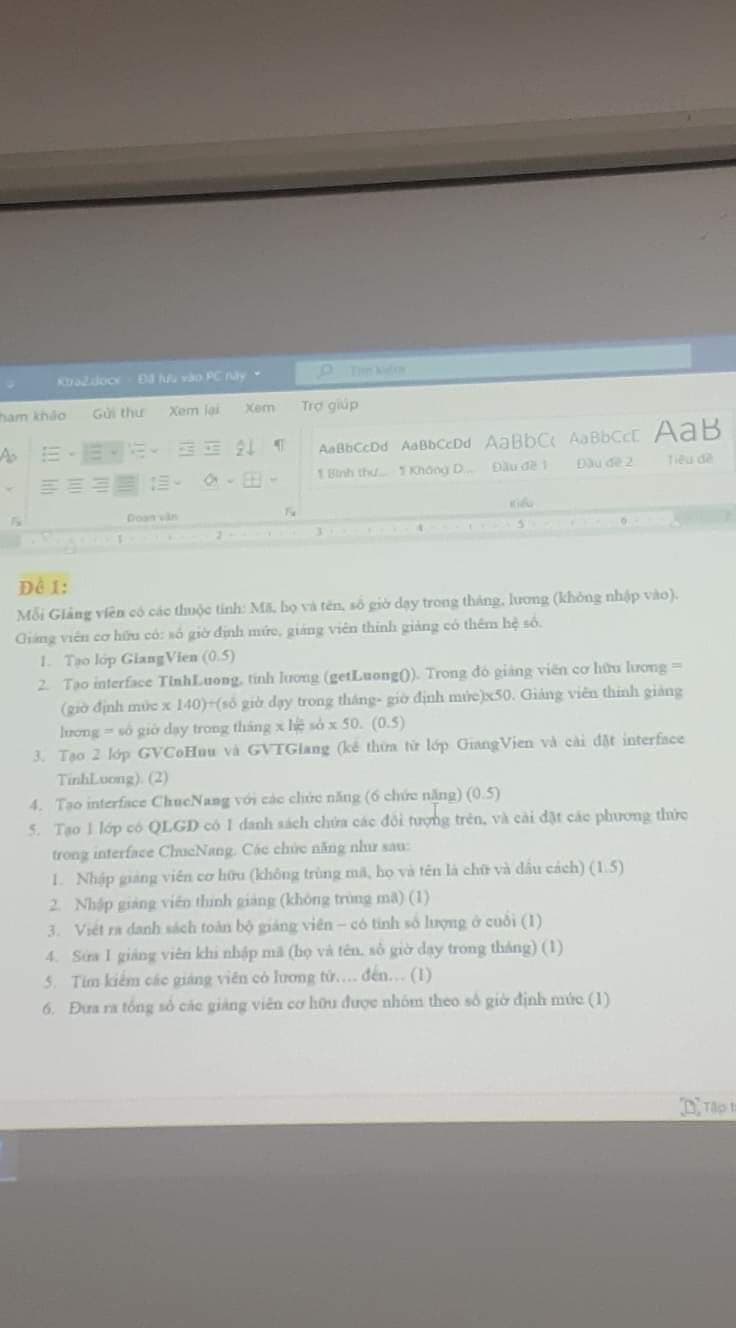 Ktra2.docx - Đã lưu vào PC này
Tìm kiếm
ham khảo Gửi thư Xem lại Xem Trợ giúp
AaBbCcDd AaBbCcDd AaBbC AaBbCcC AaB
¶ Bình thư... ¶ Không D... Đầu đề 1 Đầu đề 2 Tiêu đề
Đoạn văn Kiểu
1 2 3 4 5 6
Đề 1:
Mỗi Giảng viên có các thuộc tính: Mã, họ và tên, số giờ dạy trong tháng, lương (không nhập vào).
Giảng viên cơ hữu có: số giờ định mức, giảng viên thỉnh giảng có thêm hệ số.
1. Tạo lớp GiangVien (0.5)
2. Tạo interface TinhLuong, tính lương (getLuong()). Trong đó giảng viên cơ hữu lương =
(giờ định mức x 140)+(số giờ dạy trong tháng- giờ định mức)x50. Giảng viên thỉnh giảng
lương = số giờ dạy trong tháng x hệ số x 50. (0.5)
3. Tạo 2 lớp GVCoHuu và GVTGiang (kế thừa từ lớp GiangVien và cài đặt interface
TinhLuong). (2)
4. Tạo interface ChucNang với các chức năng (6 chức năng) (0.5)
5. Tạo 1 lớp có QLGD có 1 danh sách chứa các đối tượng trên, và cài đặt các phương thức
trong interface ChucNang. Các chức năng như sau:
1. Nhập giảng viên cơ hữu (không trùng mã, họ và tên là chữ và dấu cách) (1.5)
2. Nhập giảng viên thỉnh giảng (không trùng mã) (1)
3. Viết ra danh sách toàn bộ giảng viên – có tính số lượng ở cuối (1)
4. Sửa 1 giảng viên khi nhập mã (họ và tên, số giờ dạy trong tháng) (1)
5. Tìm kiếm các giảng viên có lương từ.... đến... (1)
6. Đưa ra tổng số các giảng viên cơ hữu được nhóm theo số giờ định mức (1)
Tập t